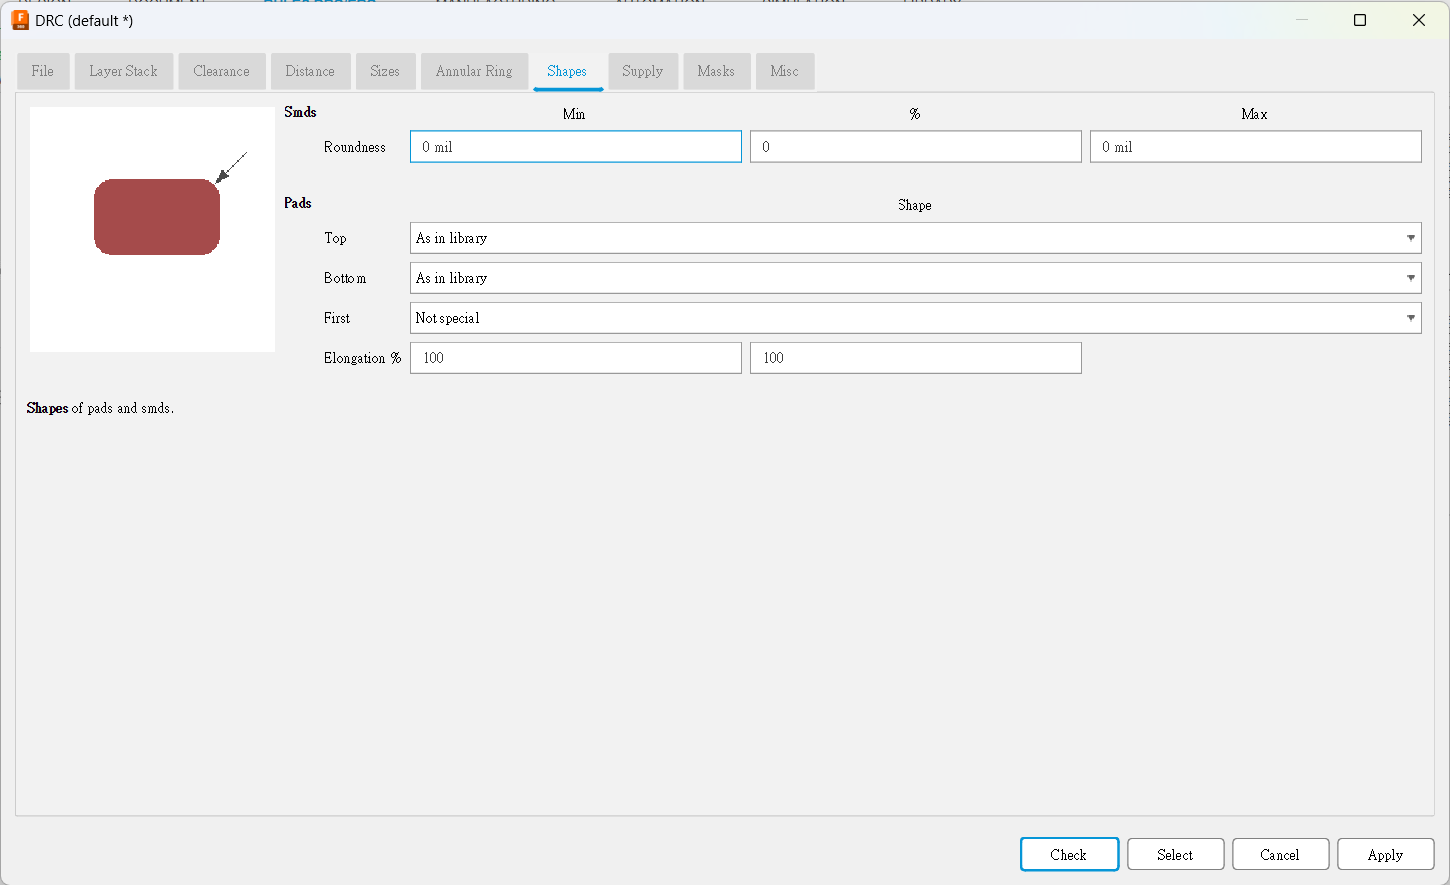 DRC (default *)
File Layer Stack Clearance Distance Sizes Annular Ring Shapes Supply Masks Misc
Smds Min % Max
Roundness 0 mil 0 0 mil
Pads Shape
Top As in library
Bottom As in library
First Not special
Elongation % 100 100
Shapes of pads and smds.
Check Select Cancel Apply